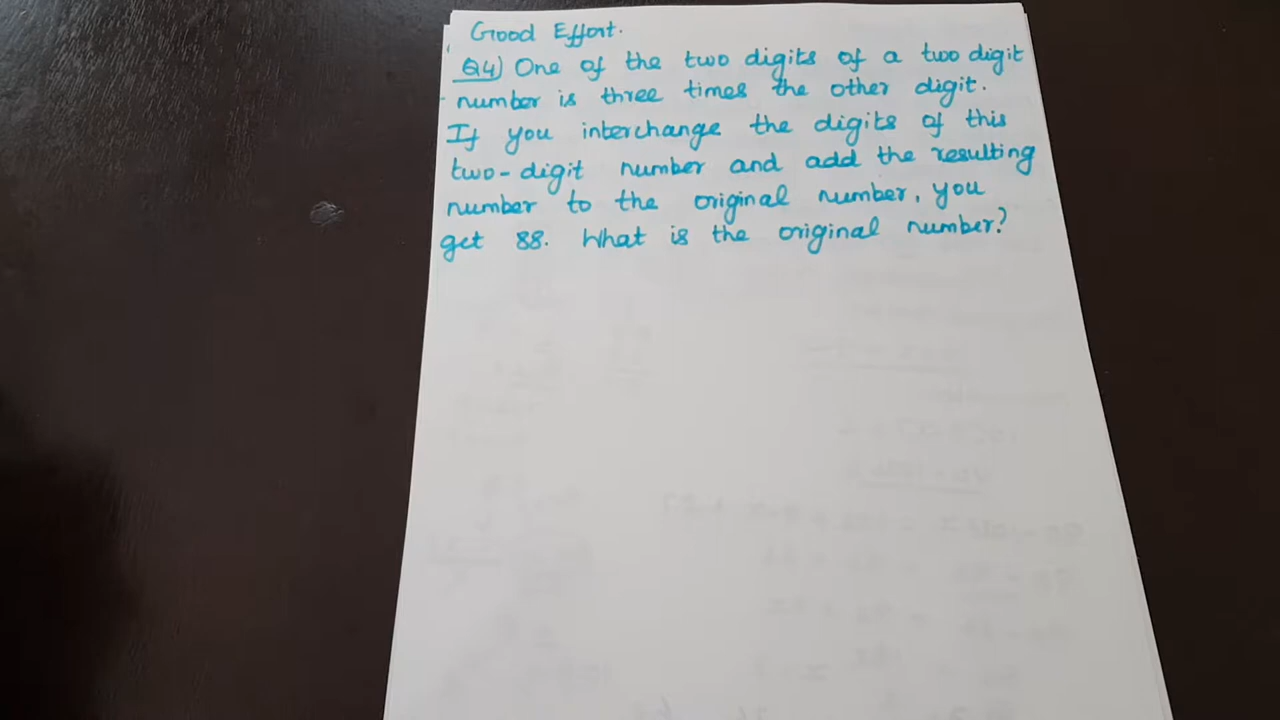 Good Effort.
Q4) One of the two digits of a two digit
number is three times the other digit.
If you interchange the digits of this
two-digit number and add the resulting
number to the original number, you
get 88. What is the original number?